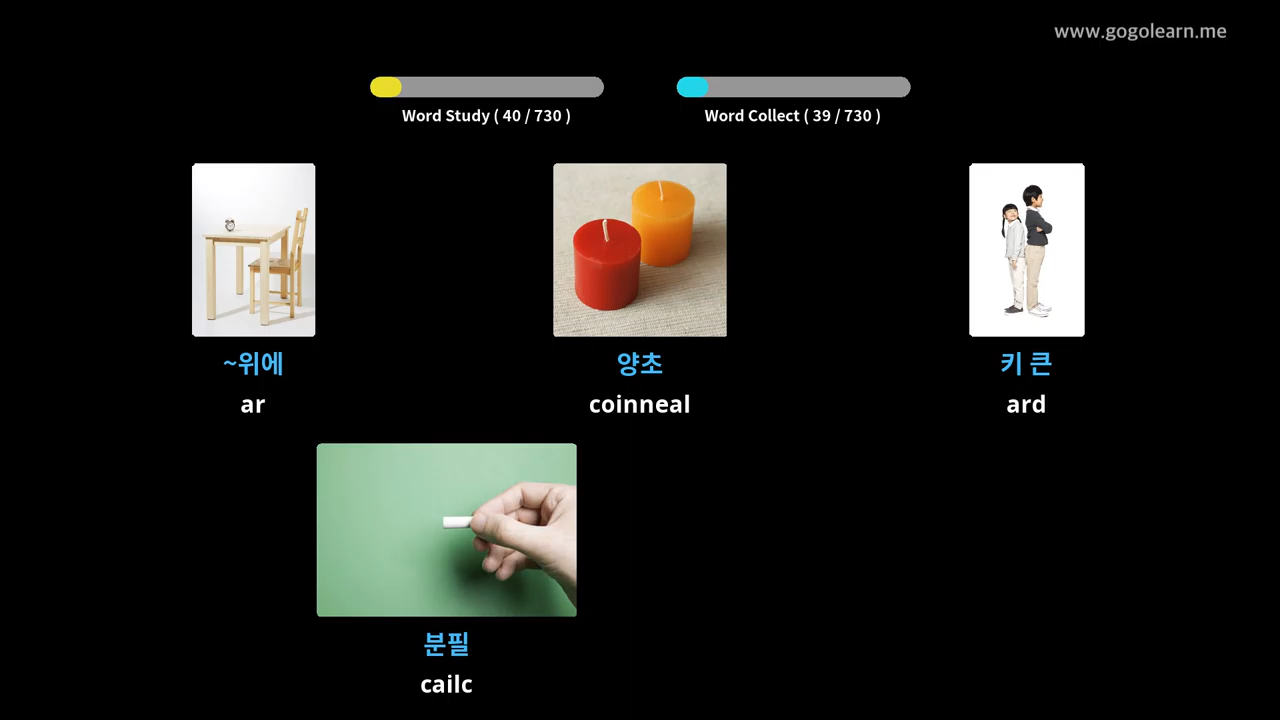 www.gogolearn.me
Word Study ( 40 / 730 )
Word Collect ( 39 / 730 )
~위에
양초
키 큰
ar
coinneal
ard
분필
cailc